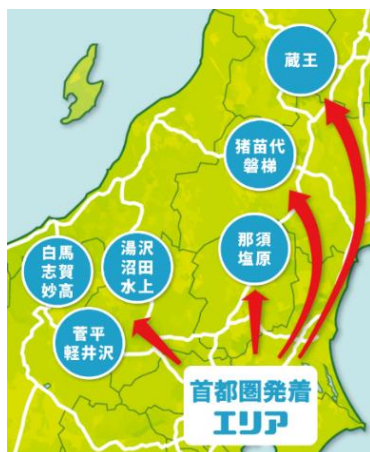 蔵王
猪苗代
磐梯
那須
塩原
湯沢
沼田
水上
白馬
志賀
妙高
菅平
軽井沢
首都圏発着
エリア